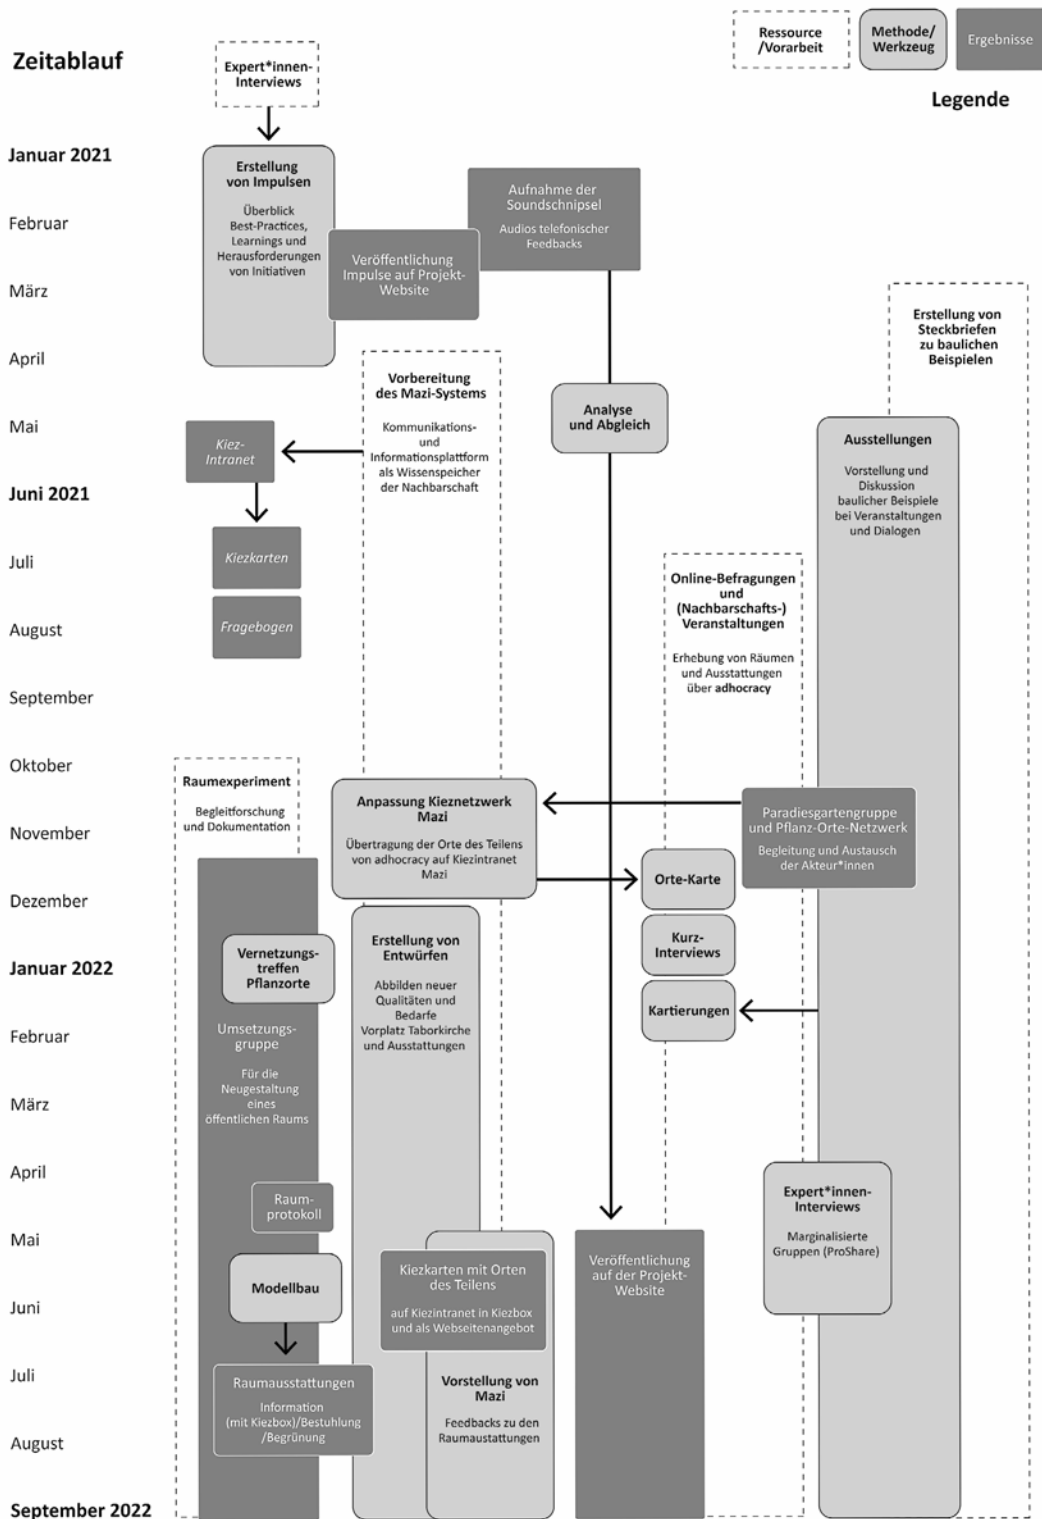 Zeitablauf
Ressource
/Vorarbeit
Methode/
Werkzeug
Ergebnisse
Legende
Januar 2021
Februar
März
April
Mai
Juni 2021
Juli
August
September
Oktober
November
Dezember
Januar 2022
Februar
März
April
Mai
Juni
Juli
August
September 2022
Expert*innen-
Interviews
Erstellung
von Impulsen
Überblick
Best-Practices,
Learnings und
Herausforderungen
von Initiativen
Veröffentlichung
Impulse auf Projekt-
Website
Aufnahme der
Soundschnipsel
Audios telefonischer
Feedbacks
Erstellung von
Steckbriefen
zu baulichen
Beispielen
Vorbereitung
des Mazi-Systems
Kommunikations-
und
Informationsplattform
als Wissenspeicher
der Nachbarschaft
Analyse
und Abgleich
Kiez-
Intranet
Kiezkarten
Fragebogen
Ausstellungen
Vorstellung und
Diskussion
baulicher Beispiele
bei Veranstaltungen
und Dialogen
Online-Befragungen
und
(Nachbarschafts-)
Veranstaltungen
Erhebung von Räumen
und Ausstattungen
über adhocracy
Raumexperiment
Begleitforschung
und Dokumentation
Anpassung Kieznetzwerk
Mazi
Übertragung der Orte des Teilens
von adhocracy auf Kiezintranet
Mazi
Paradiesgartengruppe
und Pflanz-Orte-Netzwerk
Begleitung und Austausch
der Akteur*innen
Orte-Karte
Kurz-
Interviews
Kartierungen
Vernetzungs-
treffen
Pflanzorte
Erstellung von
Entwürfen
Abbilden neuer
Qualitäten und
Bedarfe
Vorplatz Taborkirche
und Ausstattungen
Umsetzungs-
gruppe
Für die
Neugestaltung
eines
öffentlichen Raums
Raum-
protokoll
Modellbau
Raumausstattungen
Information
(mit Kiezbox)/Bestuhlung
/Begrünung
Kiezkarten mit Orten
des Teilens
auf Kiezintranet in Kiezbox
und als Webseitenangebot
Vorstellung von
Mazi
Feedbacks zu den
Raumaustattungen
Veröffentlichung
auf der Projekt-
Website
Expert*innen-
Interviews
Marginalisierte
Gruppen (ProShare)